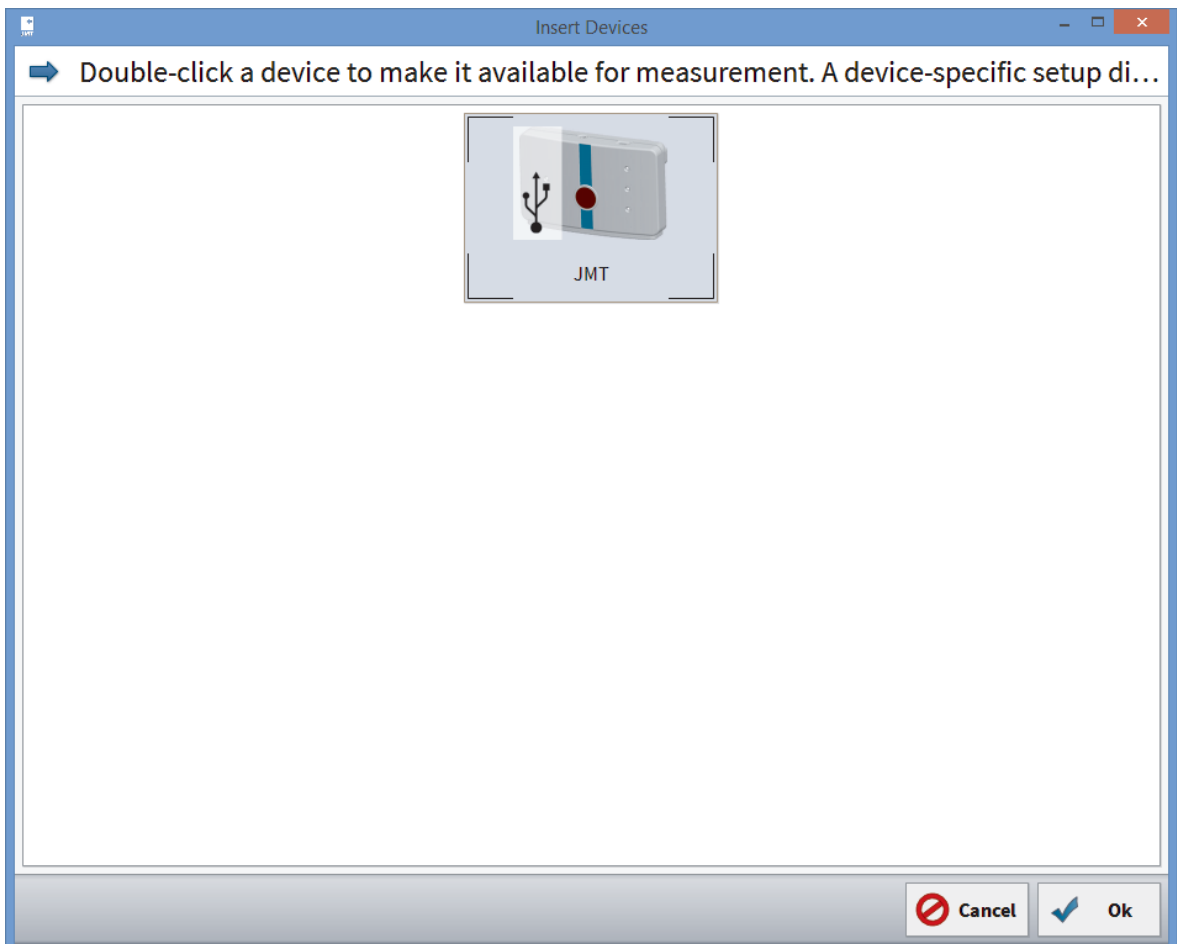 Insert Devices
Double-click a device to make it available for measurement. A device-specific setup di...
JMT
Cancel
Ok